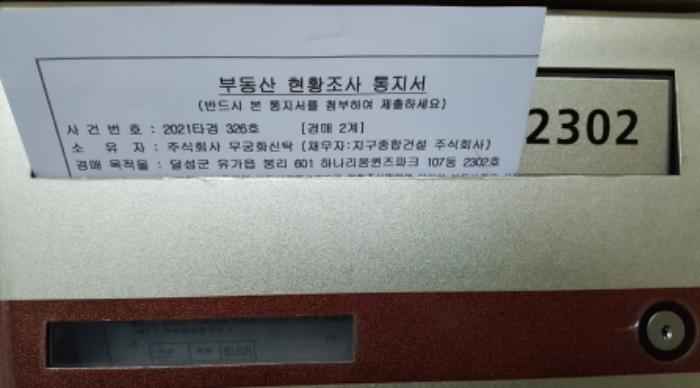 부동산 현황조사 통지서
(반드시 본 통지서를 첨부하여 제출하세요)
사 건 번 호 : 2021타경 326호 [경매 2계]
소 유 자 : 주식회사 무궁화신탁 (채무자:지구종합건설 주식회사)
경매 목적물 : 달성군 유가읍 봉리 601 하나리움퀸즈파크 107동 2302호
2302